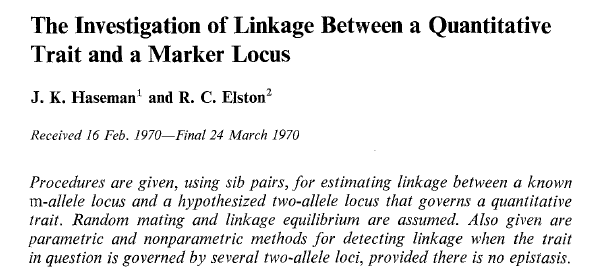 The Investigation of Linkage Between a Quantitative
Trait and a Marker Locus
J. K. Haseman¹ and R. C. Elston²
Received 16 Feb. 1970—Final 24 March 1970
Procedures are given, using sib pairs, for estimating linkage between a known
m-allele locus and a hypothesized two-allele locus that governs a quantitative
trait. Random mating and linkage equilibrium are assumed. Also given are
parametric and nonparametric methods for detecting linkage when the trait
in question is governed by several two-allele loci, provided there is no epistasis.